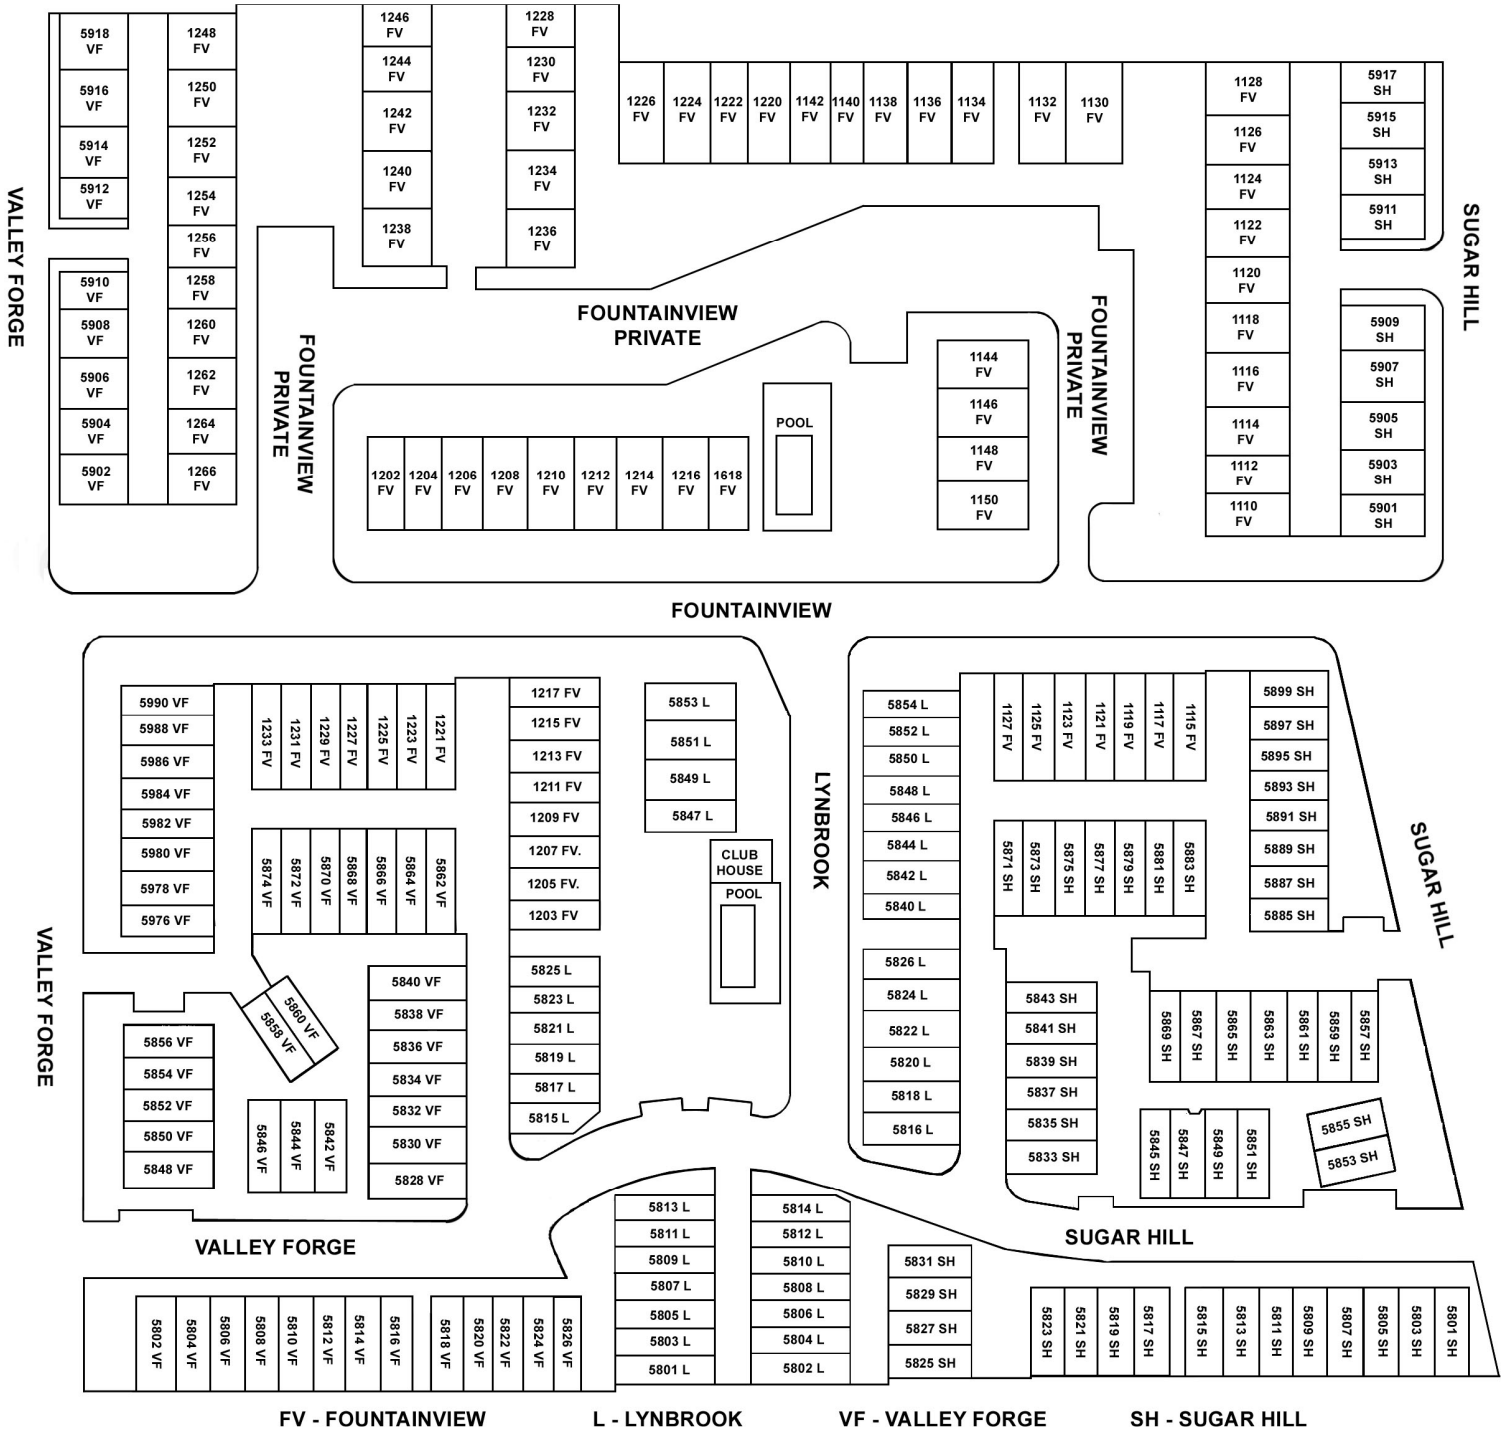 5918
VF
5916
VF
5914
VF
5912
VF
5910
VF
5908
VF
5906
VF
5904
VF
5902
VF
1248
FV
1250
FV
1252
FV
1254
FV
1256
FV
1258
FV
1260
FV
1262
FV
1264
FV
1266
FV
1246
FV
1244
FV
1242
FV
1240
FV
1238
FV
1228
FV
1230
FV
1232
FV
1234
FV
1236
FV
1226
FV
1224
FV
1222
FV
1220
FV
1142
FV
1140
FV
1138
FV
1136
FV
1134
FV
1132
FV
1130
FV
1128
FV
1126
FV
1124
FV
1122
FV
1120
FV
1118
FV
1116
FV
1114
FV
1112
FV
1110
FV
5917
SH
5915
SH
5913
SH
5911
SH
5909
SH
5907
SH
5905
SH
5903
SH
5901
SH
VALLEY FORGE
SUGAR HILL
FOUNTAINVIEW
PRIVATE
FOUNTAINVIEW
PRIVATE
FOUNTAINVIEW
PRIVATE
1202
FV
1204
FV
1206
FV
1208
FV
1210
FV
1212
FV
1214
FV
1216
FV
1618
FV
POOL
1144
FV
1146
FV
1148
FV
1150
FV
FOUNTAINVIEW
5990 VF
5988 VF
5986 VF
5984 VF
5982 VF
5980 VF
5978 VF
5976 VF
1233 FV
1231 FV
1229 FV
1227 FV
1225 FV
1223 FV
1221 FV
5874 VF
5872 VF
5870 VF
5868 VF
5866 VF
5864 VF
5862 VF
1217 FV
1215 FV
1213 FV
1211 FV
1209 FV
1207 FV.
1205 FV.
1203 FV
5825 L
5823 L
5821 L
5819 L
5817 L
5815 L
5853 L
5851 L
5849 L
5847 L
CLUB
HOUSE
POOL
LYNBROOK
5854 L
5852 L
5850 L
5848 L
5846 L
5844 L
5842 L
5840 L
5826 L
5824 L
5822 L
5820 L
5818 L
5816 L
1127 FV
1125 FV
1123 FV
1121 FV
1119 FV
1117 FV
1115 FV
5871 SH
5873 SH
5875 SH
5877 SH
5879 SH
5881 SH
5883 SH
5899 SH
5897 SH
5895 SH
5893 SH
5891 SH
5889 SH
5887 SH
5885 SH
SUGAR HILL
VALLEY FORGE
5860 VF
5858 VF
5856 VF
5854 VF
5852 VF
5850 VF
5848 VF
5846 VF
5844 VF
5842 VF
5840 VF
5838 VF
5836 VF
5834 VF
5832 VF
5830 VF
5828 VF
5843 SH
5841 SH
5839 SH
5837 SH
5835 SH
5833 SH
5869 SH
5867 SH
5865 SH
5863 SH
5861 SH
5859 SH
5857 SH
5845 SH
5847 SH
5849 SH
5851 SH
5855 SH
5853 SH
VALLEY FORGE
SUGAR HILL
5802 VF
5804 VF
5806 VF
5808 VF
5810 VF
5812 VF
5814 VF
5816 VF
5818 VF
5820 VF
5822 VF
5824 VF
5826 VF
5813 L
5811 L
5809 L
5807 L
5805 L
5803 L
5801 L
5814 L
5812 L
5810 L
5808 L
5806 L
5804 L
5802 L
5831 SH
5829 SH
5827 SH
5825 SH
5823 SH
5821 SH
5819 SH
5817 SH
5815 SH
5813 SH
5811 SH
5809 SH
5807 SH
5805 SH
5803 SH
5801 SH
FV - FOUNTAINVIEW
L - LYNBROOK
VF - VALLEY FORGE
SH - SUGAR HILL